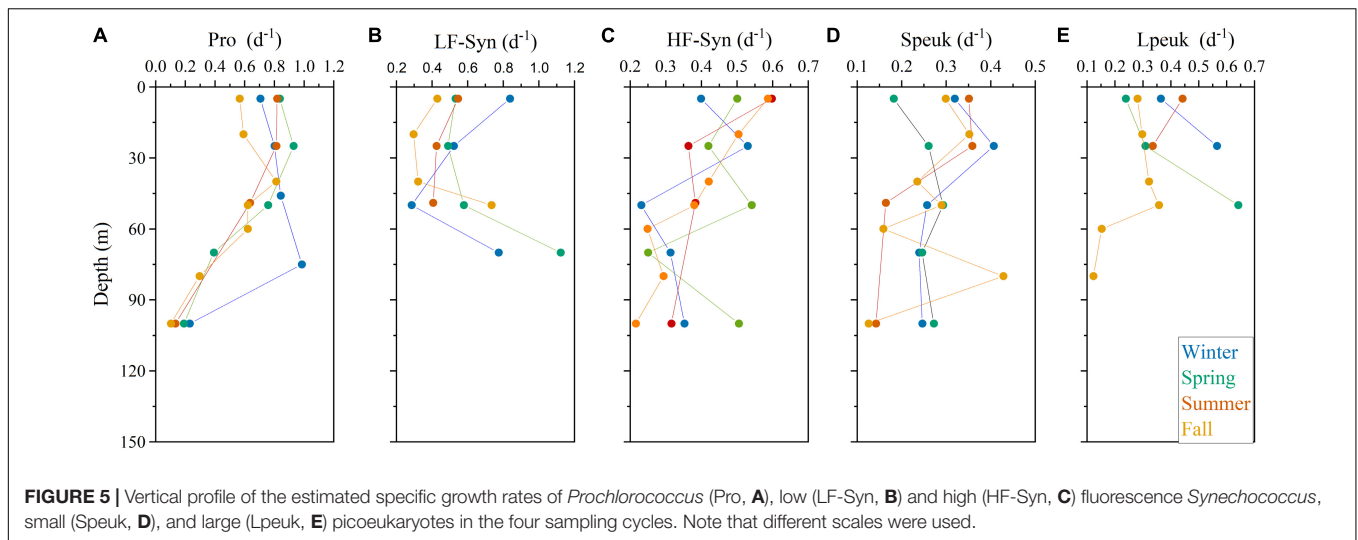 A Pro (d-1) B LF-Syn (d-1) C HF-Syn (d-1) D Speuk (d-1) E Lpeuk (d-1)
0.0 0.2 0.4 0.6 0.8 1.0 1.2 0.2 0.4 0.6 0.8 1.0 1.2 0.2 0.3 0.4 0.5 0.6 0.7 0.1 0.2 0.3 0.4 0.5 0.1 0.2 0.3 0.4 0.5 0.6 0.7
0
30
60
90
120
150
Depth (m)
Winter
Spring
Summer
Fall
FIGURE 5 | Vertical profile of the estimated specific growth rates of Prochlorococcus (Pro, A), low (LF-Syn, B) and high (HF-Syn, C) fluorescence Synechococcus,
small (Speuk, D), and large (Lpeuk, E) picoeukaryotes in the four sampling cycles. Note that different scales were used.